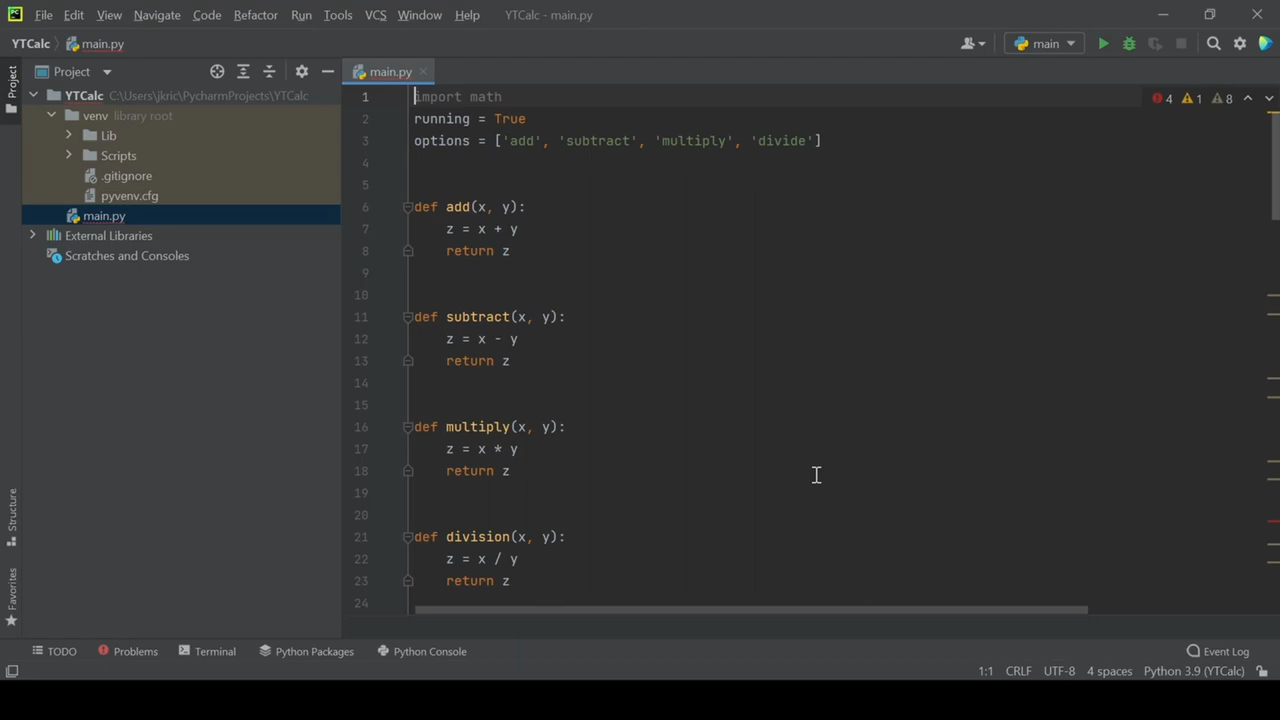 PC File Edit View Navigate Code Refactor Run Tools VCS Window Help YTCalc - main.py
YTCalc main.py main
Project Project main.py
YTCalc C:\Users\jkric\PycharmProjects\YTCalc
venv library root
Lib
Scripts
.gitignore
pyvenv.cfg
main.py
External Libraries
Scratches and Consoles
Structure
Favorites
1 import math
4 1 8
2 running = True
3 options = ['add', 'subtract', 'multiply', 'divide']
4
5
6 def add(x, y):
7 z = x + y
8 return z
9
10
11 def subtract(x, y):
12 z = x - y
13 return z
14
15
16 def multiply(x, y):
17 z = x * y
18 return z
19
20
21 def division(x, y):
22 z = x / y
23 return z
24
TODO Problems Terminal Python Packages Python Console Event Log
1:1 CRLF UTF-8 4 spaces Python 3.9 (YTCalc)